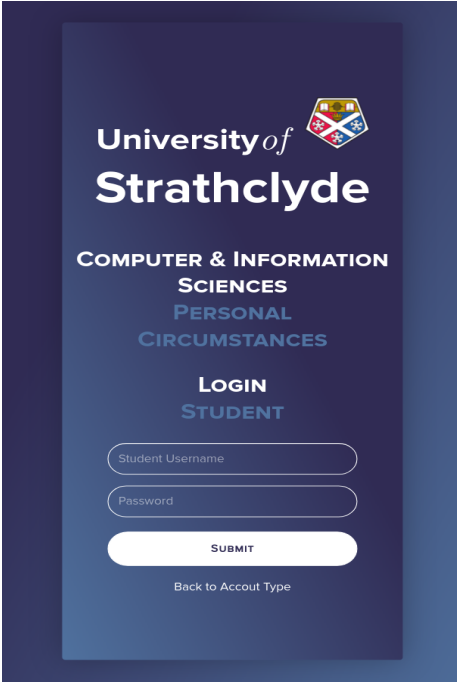 University of
Strathclyde
COMPUTER & INFORMATION
SCIENCES
PERSONAL
CIRCUMSTANCES
LOGIN
STUDENT
Student Username
Password
SUBMIT
Back to Accout Type